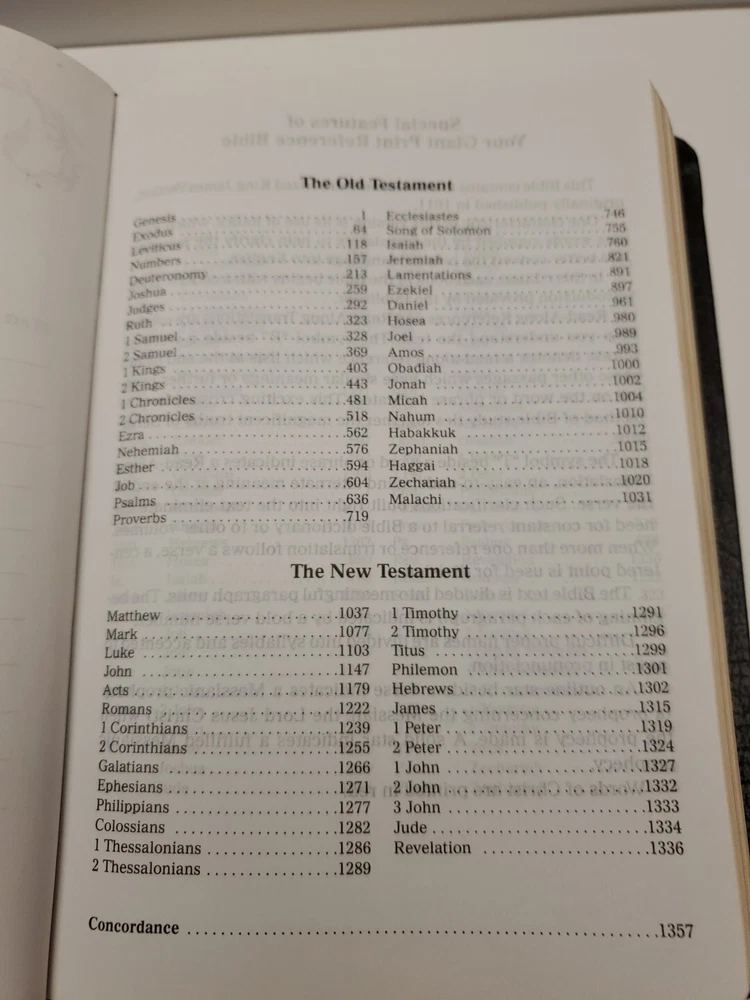 The Old Testament
Genesis 1
Exodus 64
Leviticus 118
Numbers 157
Deuteronomy 213
Joshua 259
Judges 292
Ruth 323
1 Samuel 328
2 Samuel 369
1 Kings 403
2 Kings 443
1 Chronicles 481
2 Chronicles 518
Ezra 562
Nehemiah 576
Esther 594
Job 604
Psalms 636
Proverbs 719
Ecclesiastes 746
Song of Solomon 755
Isaiah 760
Jeremiah 821
Lamentations 891
Ezekiel 897
Daniel 961
Hosea 980
Joel 989
Amos 993
Obadiah 1000
Jonah 1002
Micah 1004
Nahum 1010
Habakkuk 1012
Zephaniah 1015
Haggai 1018
Zechariah 1020
Malachi 1031
The New Testament
Matthew 1037
Mark 1077
Luke 1103
John 1147
Acts 1179
Romans 1222
1 Corinthians 1239
2 Corinthians 1255
Galatians 1266
Ephesians 1271
Philippians 1277
Colossians 1282
1 Thessalonians 1286
2 Thessalonians 1289
1 Timothy 1291
2 Timothy 1296
Titus 1299
Philemon 1301
Hebrews 1302
James 1315
1 Peter 1319
2 Peter 1324
1 John 1327
2 John 1332
3 John 1333
Jude 1334
Revelation 1336
Concordance 1357